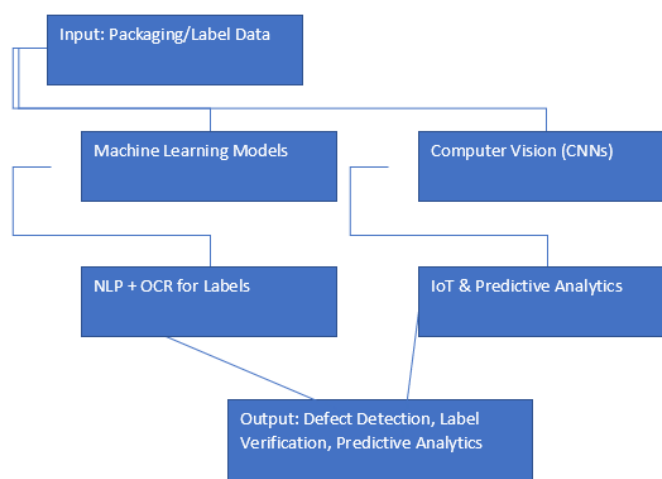 Input: Packaging/Label Data
Machine Learning Models
Computer Vision (CNNs)
NLP + OCR for Labels
IoT & Predictive Analytics
Output: Defect Detection, Label
Verification, Predictive Analytics